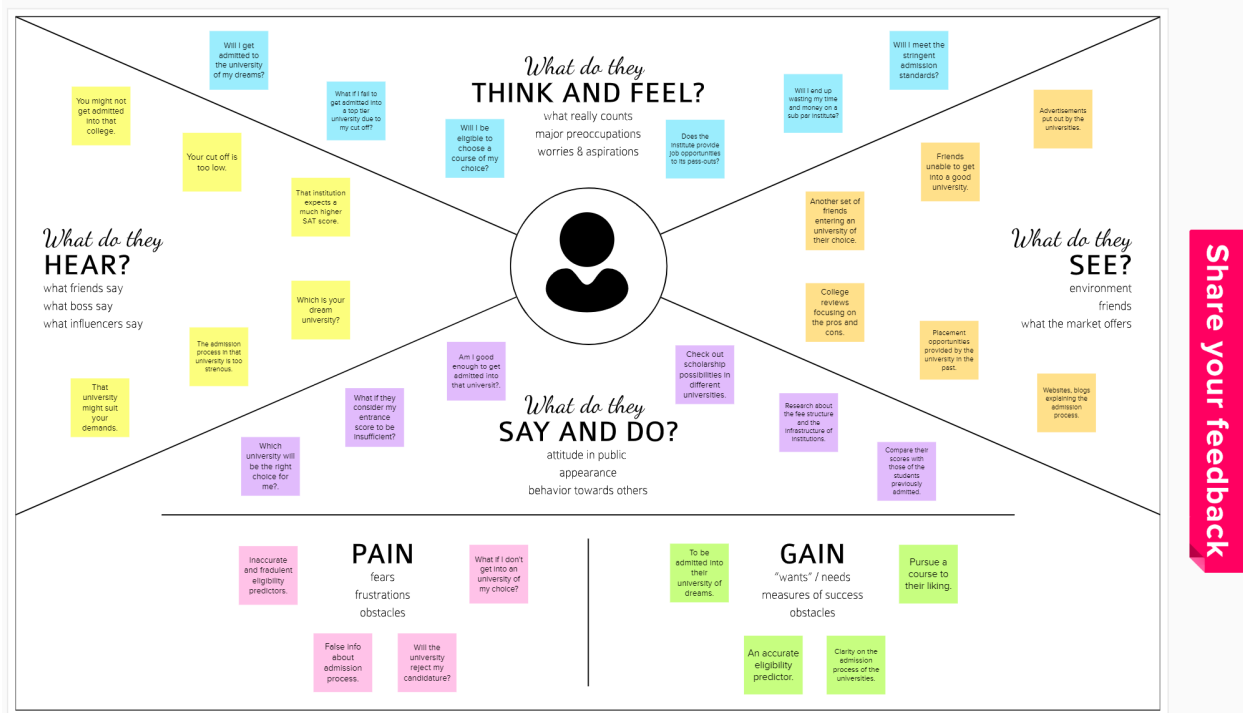 Will I get
admitted to
the university
of my dreams?
What if I fail to
get admitted into
a top tier
university due to
my cut off?
Will I be
eligible to
choose a
course of my
choice?
What do they
THINK AND FEEL?
what really counts
major preoccupations
worries & aspirations
Does the
institute provide
job opportunities
to its pass-outs?
Will I end up
wasting my time
and money on a
sub par institute?
Will I meet the
stringent
admission
standards?
You might not
get admitted
into that
college.
Your cut off is
too low.
That institution
expects a
much higher
SAT score.
What do they
HEAR?
what friends say
what boss say
what influencers say
Which is your
dream
university?
The admission
process in that
university is too
strenous.
That
university
might suit
your
demands.
Advertisements
put out by the
universities.
Friends
unable to get
into a good
university.
Another set of
friends
entering an
university of
their choice.
What do they
SEE?
environment
friends
what the market offers
College
reviews
focusing on
the pros and
cons.
Placement
opportunities
provided by the
university in the
past.
Websites, blogs
explaining the
admission
process.
Am I good
enough to get
admitted into
that universit?.
What if they
consider my
entrance
score to be
insufficient?
Which
university will
be the right
choice for
me?.
What do they
SAY AND DO?
attitude in public
appearance
behavior towards others
Check out
scholarship
possibilities in
different
universities.
Research about
the fee structure
and the
infrastructure of
institutions.
Compare their
scores with
those of the
students
previously
admitted.
Inaccurate
and fraudulent
eligibility
predictors.
PAIN
fears
frustrations
obstacles
What if I don't
get into an
university of
my choice?
False info
about
admission
process.
Will the
university
reject my
candidature?
To be
admitted into
their
university of
dreams.
GAIN
"wants" / needs
measures of success
obstacles
Pursue a
course to
their liking.
An accurate
eligibility
predictor.
Clarity on the
admission
process of the
universities.
Share your feedback